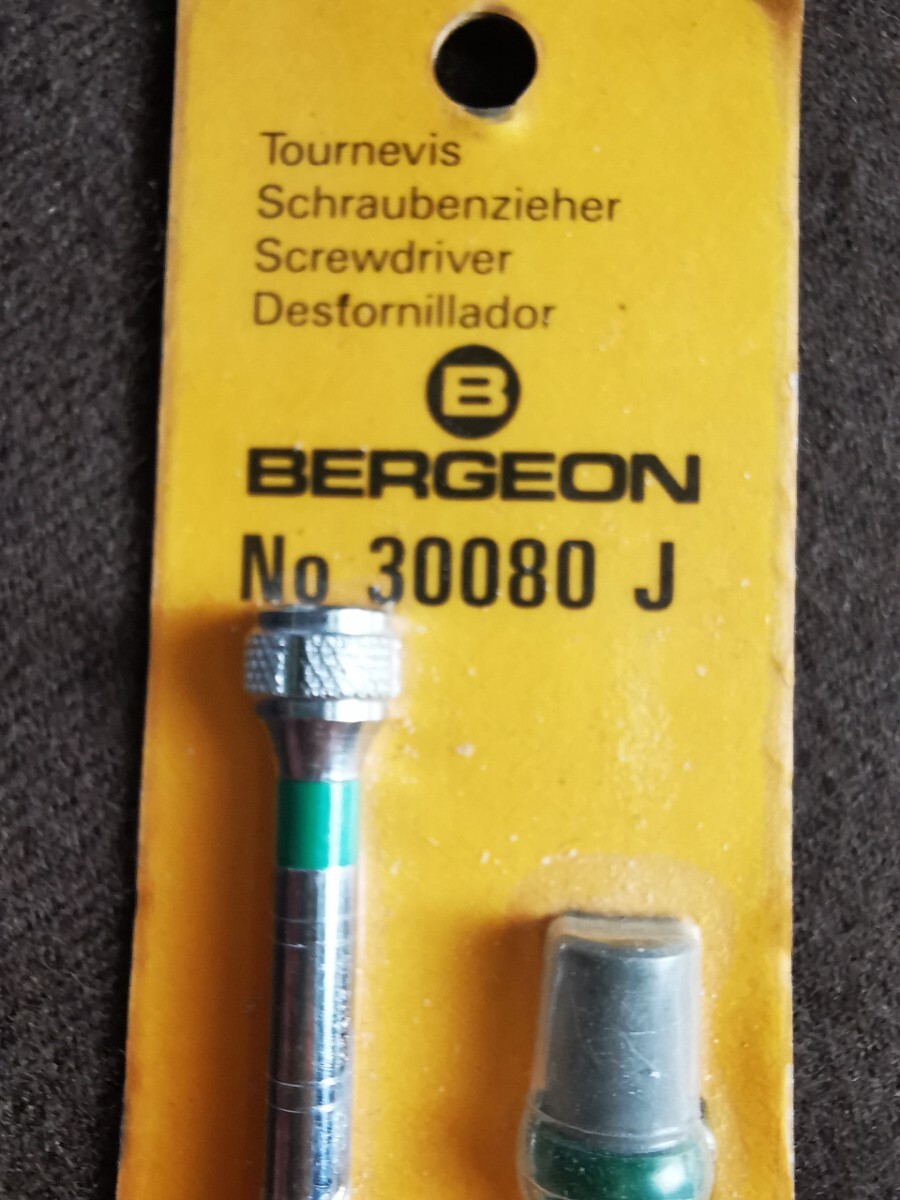 Tournevis
Schraubenzieher
Screwdriver
Destornillador
B
BERGEON
No 30080 J